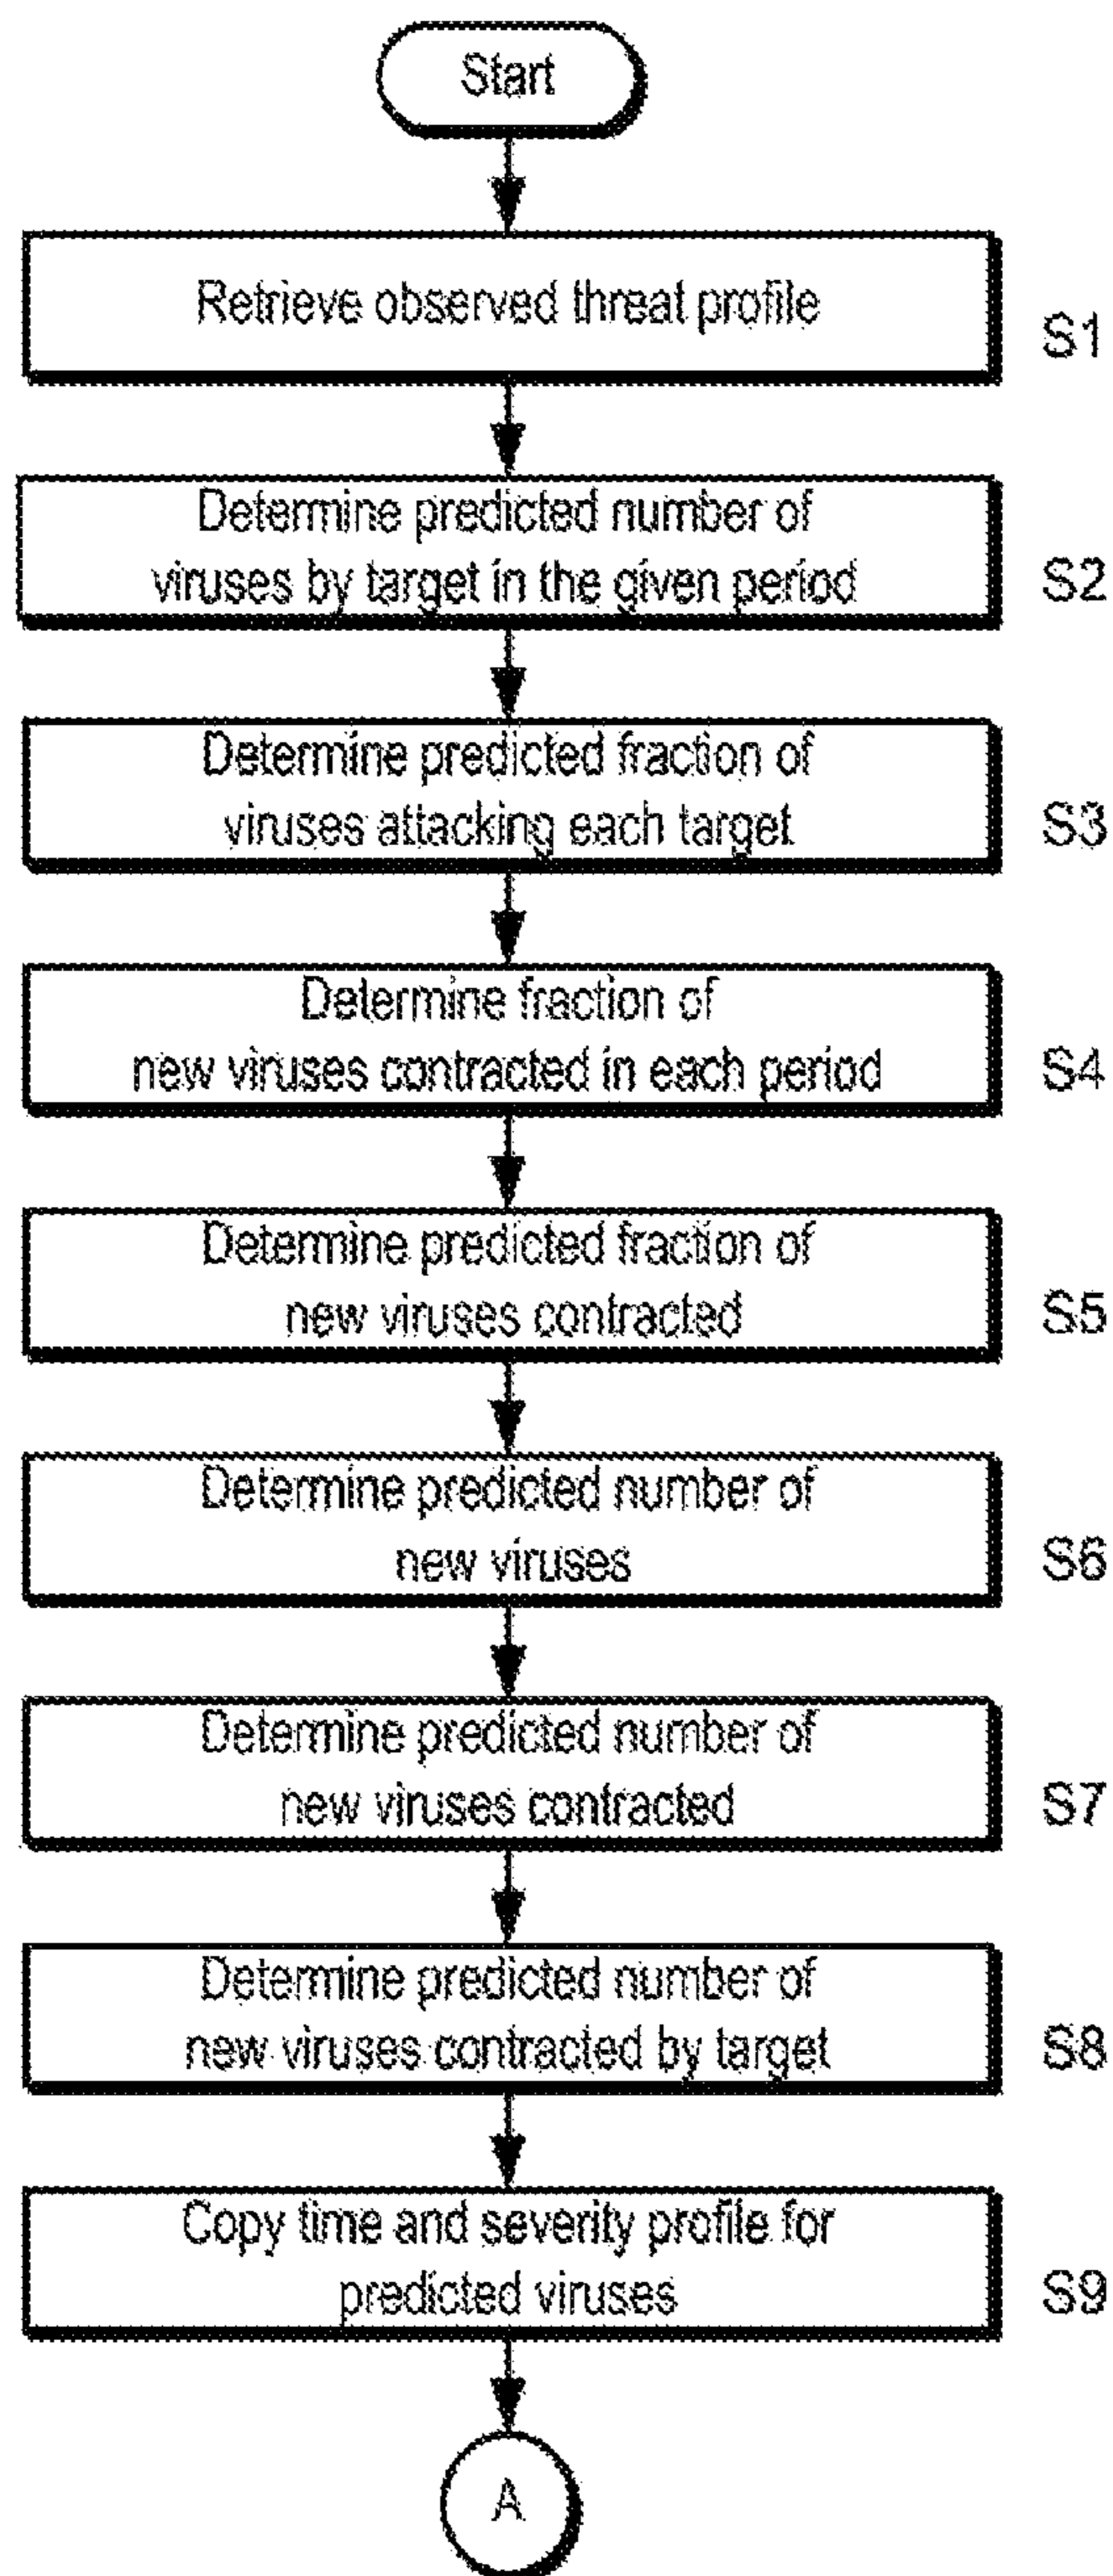 Start
Retrieve observed threat profile
S1
Determine predicted number of
viruses by target in the given period
S2
Determine predicted fraction of
viruses attacking each target
S3
Determine fraction of
new viruses contracted in each period
S4
Determine predicted fraction of
new viruses contracted
S5
Determine predicted number of
new viruses
S6
Determine predicted number of
new viruses contracted
S7
Determine predicted number of
new viruses contracted by target
S8
Copy time and severity profile for
predicted viruses
S9
A